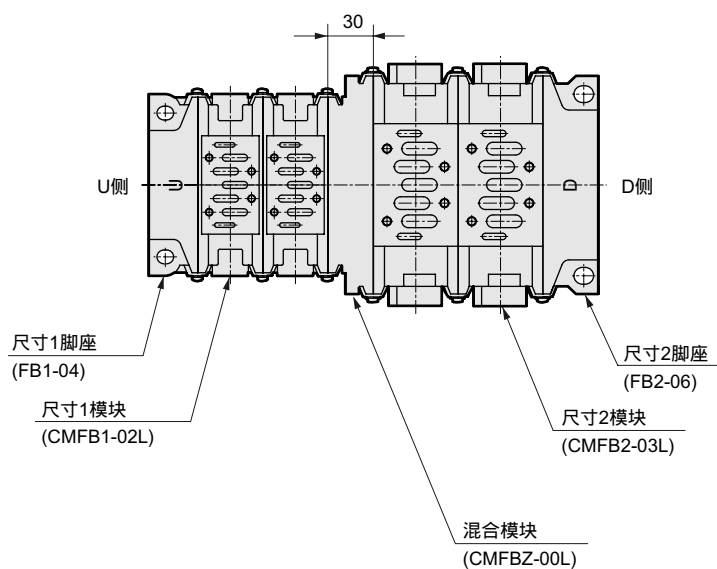 30
U侧
U
D
D侧
尺寸1脚座
(FB1-04)
尺寸2脚座
(FB2-06)
尺寸1模块
(CMFB1-02L)
尺寸2模块
(CMFB2-03L)
混合模块
(CMFBZ-00L)